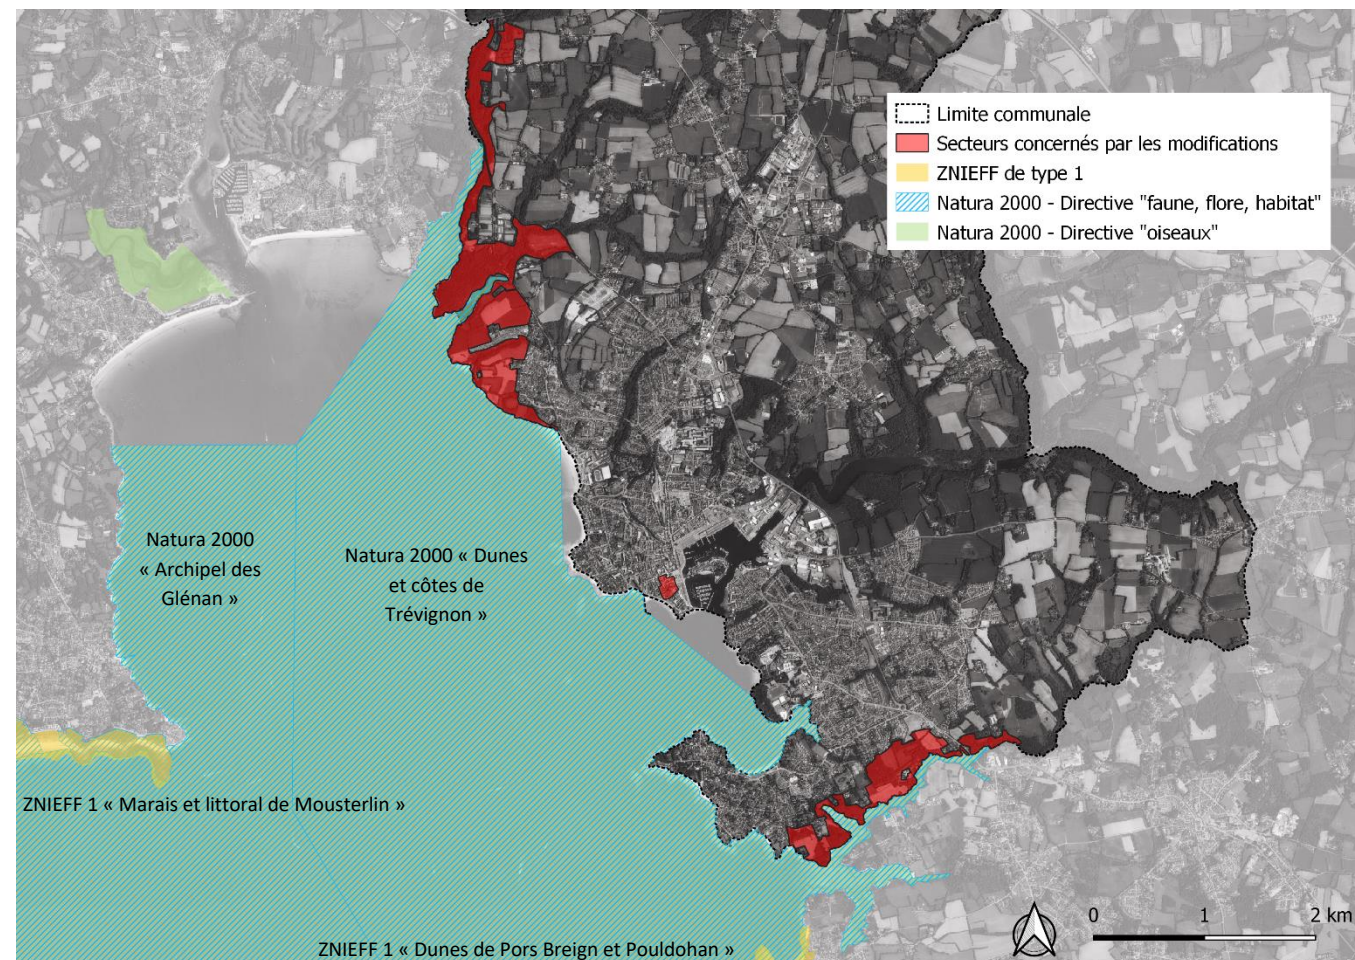 Limite communale
Secteurs concernés par les modifications
ZNIEFF de type 1
Natura 2000 - Directive "faune, flore, habitat"
Natura 2000 - Directive "oiseaux"
Natura 2000
« Archipel des
Glénan »
Natura 2000 « Dunes
et côtes de
Trévignon »
ZNIEFF 1 « Marais et littoral de Mousterlin »
ZNIEFF 1 « Dunes de Pors Breign et Pouldohan »
0 1 2 km